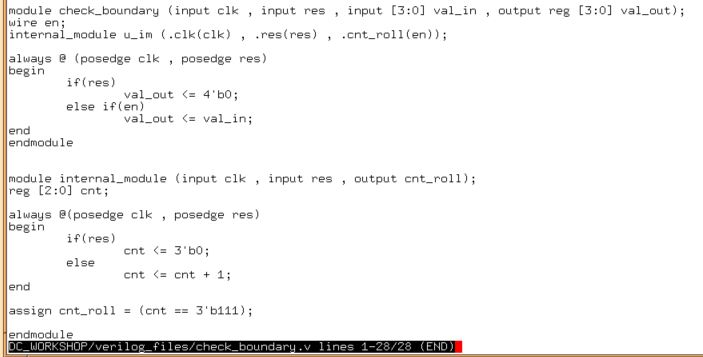 module check_boundary (input clk , input res , input [3:0] val_in , output reg [3:0] val_out);
wire en;
internal_module u_im (.clk(clk) , .res(res) , .cnt_roll(en));
always @ (posedge clk , posedge res)
begin
if(res)
val_out <= 4'b0;
else if(en)
val_out <= val_in;
end
endmodule
module internal_module (input clk , input res , output cnt_roll);
reg [2:0] cnt;
always @(posedge clk , posedge res)
begin
if(res)
cnt <= 3'b0;
else
cnt <= cnt + 1;
end
assign cnt_roll = (cnt == 3'b111);
endmodule
DC_WORKSHOP/verilog_files/check_boundary.v lines 1-28/28 (END)